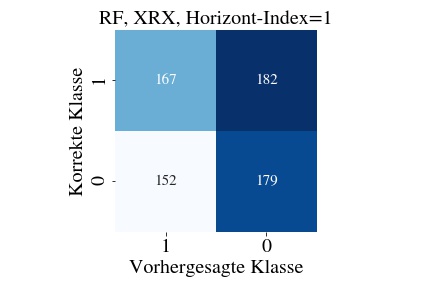 RF, XRX, Horizont-Index=1
Korrekte Klasse
1
167
182
0
152
179
1
0
Vorhergesagte Klasse